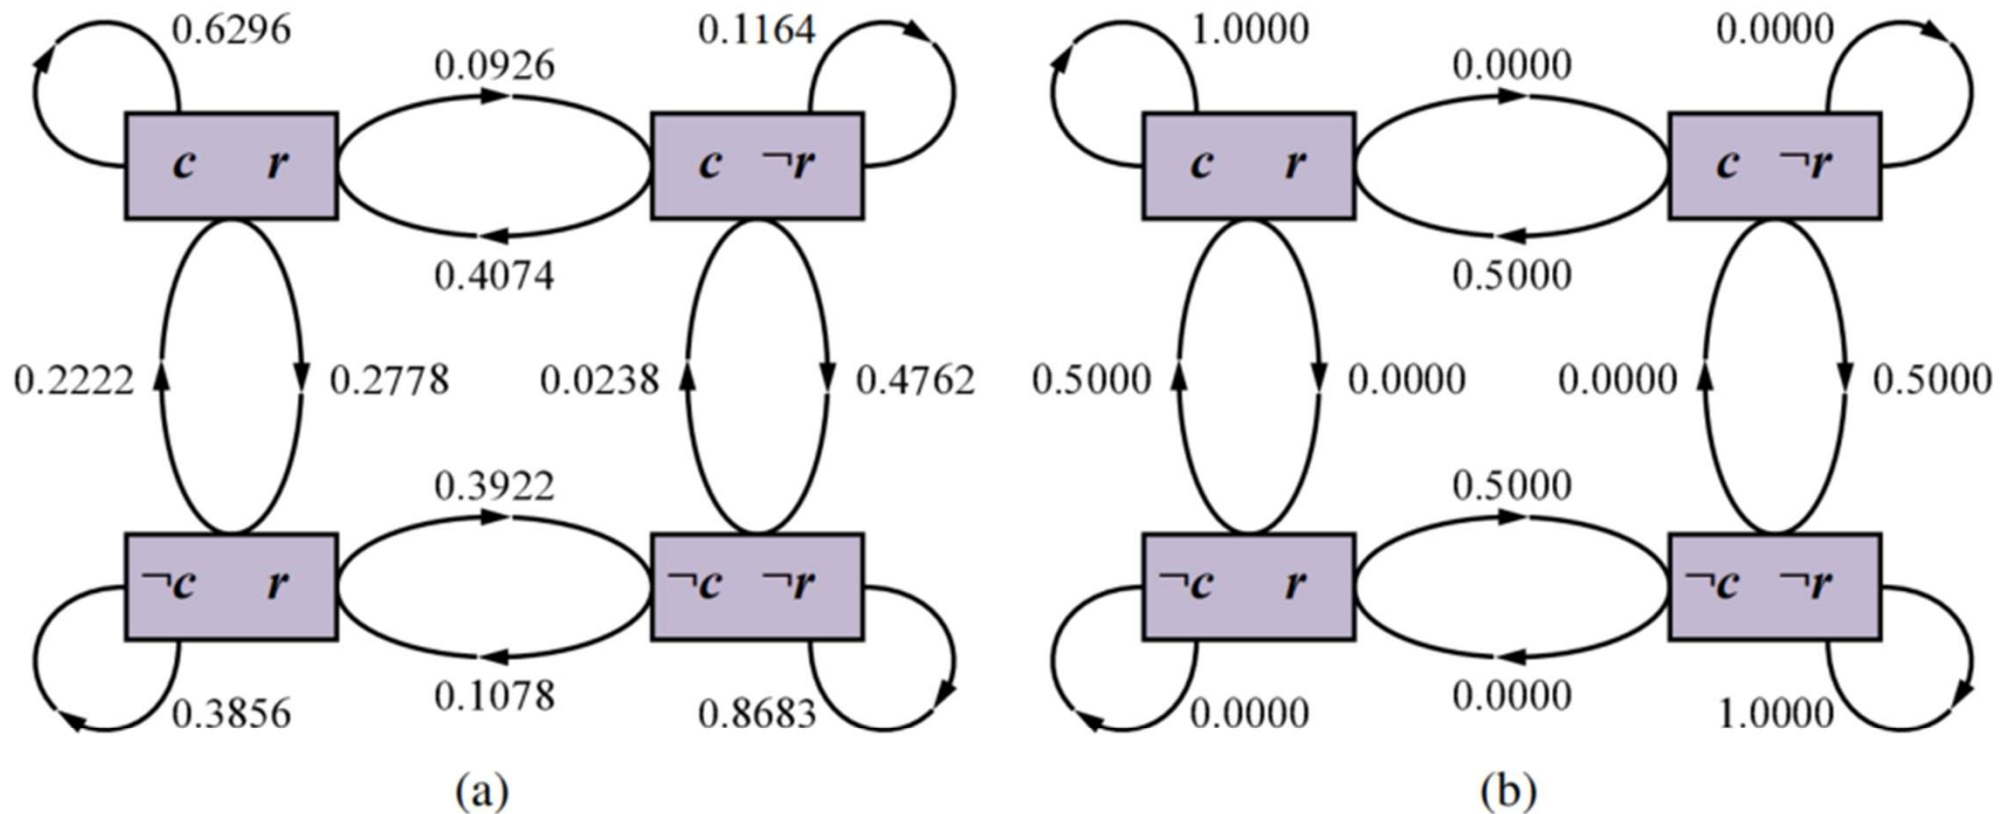 0.6296 0.1164 1.0000 0.0000
0.0926 0.0000
c r c ¬r c r c ¬r
0.4074 0.5000
0.2222 0.2778 0.0238 0.4762 0.5000 0.0000 0.0000 0.5000
0.3922 0.5000
¬c r ¬c ¬r ¬c r ¬c ¬r
0.1078 0.0000
0.3856 0.8683 0.0000 1.0000
(a) (b)